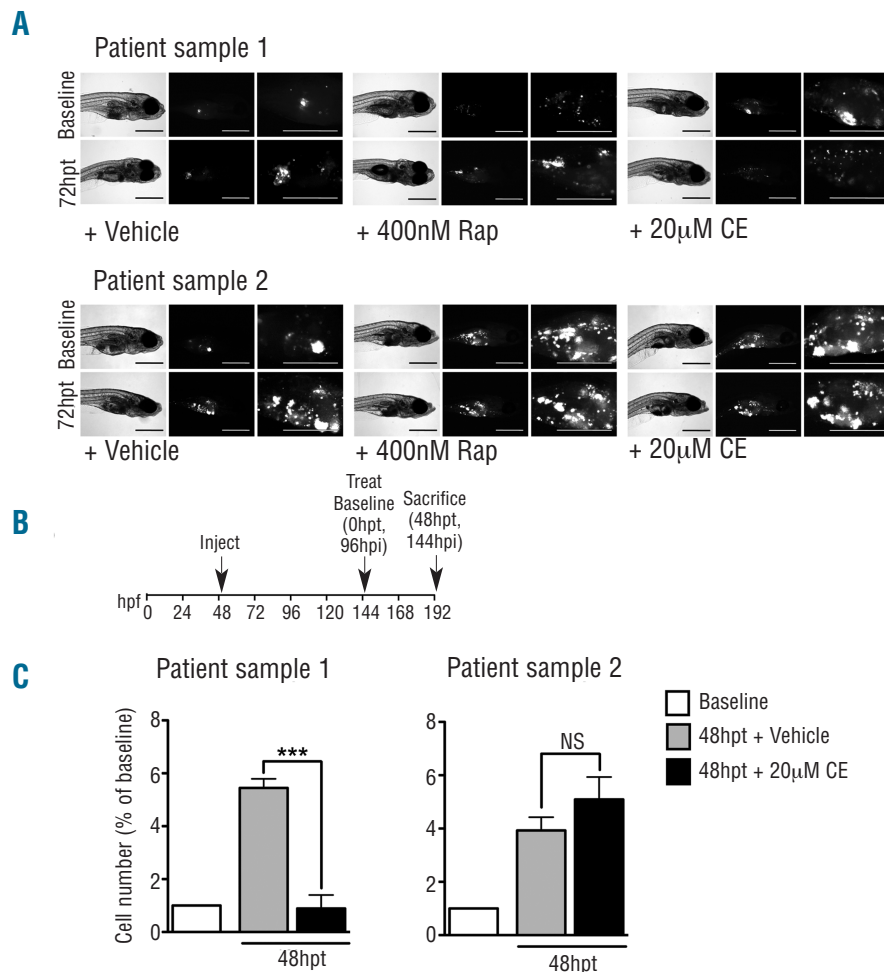 A
Patient sample 1
Baseline
72hpt
+ Vehicle
+ 400nM Rap
+ 20μM CE
Patient sample 2
Baseline
72hpt
+ Vehicle
+ 400nM Rap
+ 20μM CE
B
Inject
Treat
Baseline
(0hpt,
96hpi)
Sacrifice
(48hpt,
144hpi)
hpf
0 24 48 72 96 120 144 168 192
C
Patient sample 1
Cell number (% of baseline)
8
6
4
2
0
***
48hpt
Patient sample 2
8
6
4
2
0
NS
48hpt
Baseline
48hpt + Vehicle
48hpt + 20μM CE